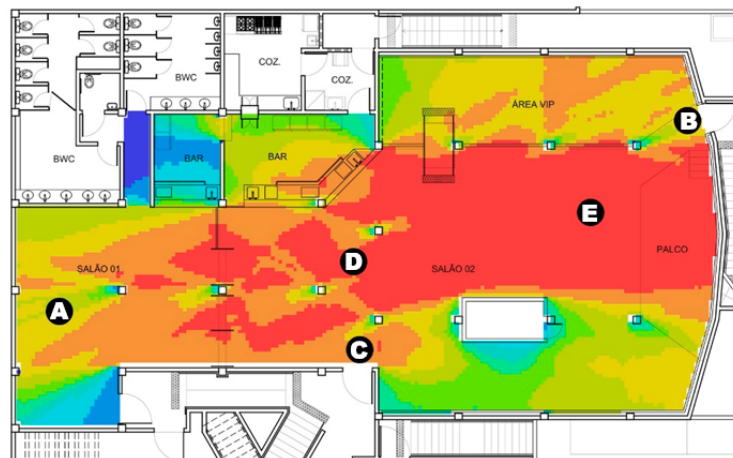 BWC
COZ.
COZ.
ÁREA VIP
B
BWC
BAR
BAR
E
SALÃO 01
D
SALÃO 02
PALCO
A
C